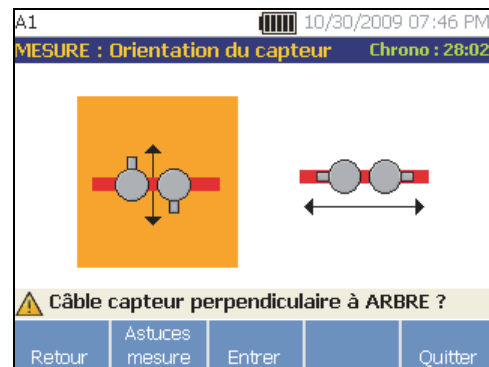 A1 10/30/2009 07:46 PM
MESURE : Orientation du capteur Chrono : 28:02
Câble capteur perpendiculaire à ARBRE ?
Retour Astuces mesure Entrer Quitter